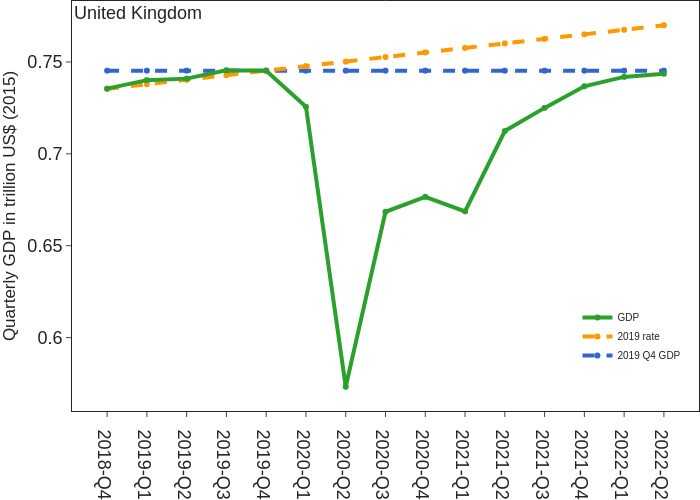 United Kingdom
Quarterly GDP in trillion US$ (2015)
0.75
0.7
0.65
0.6
GDP
2019 rate
2019 Q4 GDP
2018-Q4
2019-Q1
2019-Q2
2019-Q3
2019-Q4
2020-Q1
2020-Q2
2020-Q3
2020-Q4
2021-Q1
2021-Q2
2021-Q3
2021-Q4
2022-Q1
2022-Q2